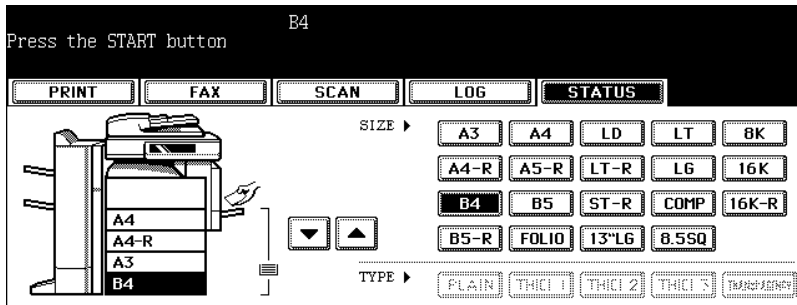 B4
Press the START button
PRINT FAX SCAN LOG STATUS
SIZE
A3 A4 LD LT 8K
A4-R A5-R LT-R LG 16K
B4 B5 ST-R COMP 16K-R
B5-R FOLIO 13"LG 8.5SQ
A4
A4-R
A3
B4
TYPE
PLAIN THICK 1 THICK 2 THICK 3 TRANSPARENCY